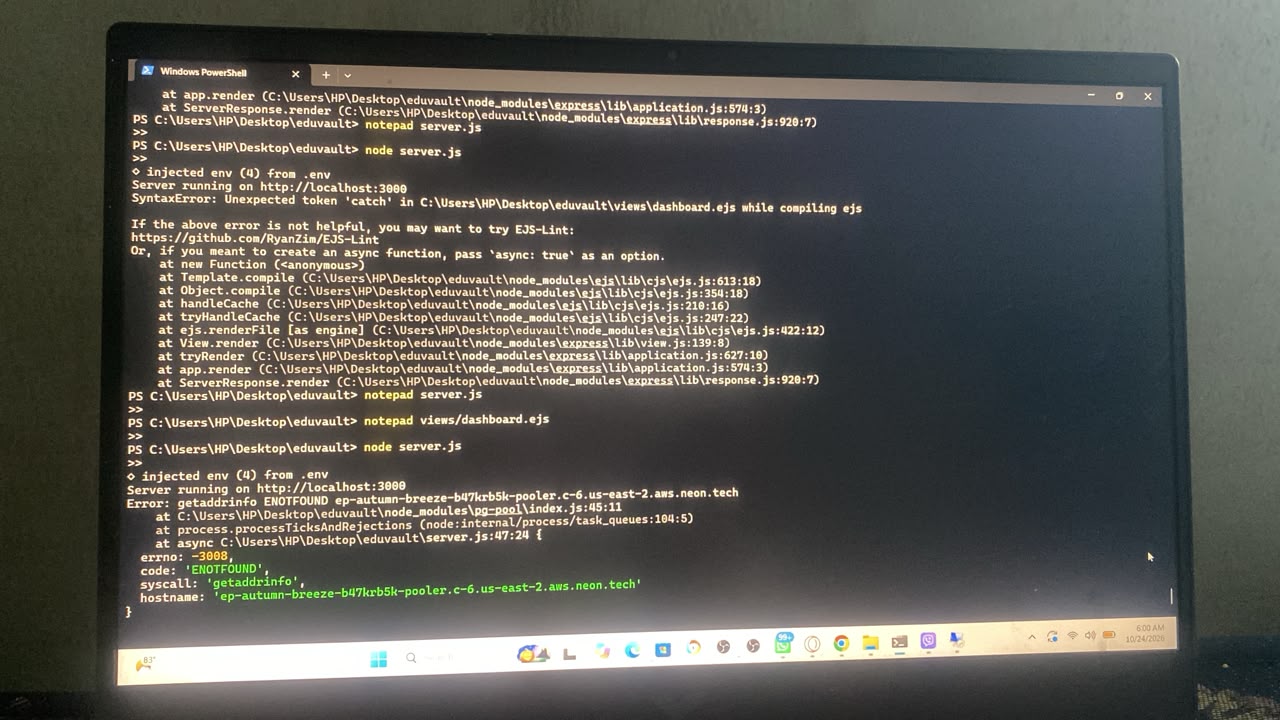 Windows PowerShell
at app.render (C:\Users\HP\Desktop\eduvault\node_modules\express\lib\application.js:574:3)
at ServerResponse.render (C:\Users\HP\Desktop\eduvault\node_modules\express\lib\response.js:920:7)
PS C:\Users\HP\Desktop\eduvault> notepad server.js
>>
PS C:\Users\HP\Desktop\eduvault> node server.js
>>
◇ injected env (4) from .env
Server running on http://localhost:3000
SyntaxError: Unexpected token 'catch' in C:\Users\HP\Desktop\eduvault\views\dashboard.ejs while compiling ejs
If the above error is not helpful, you may want to try EJS-Lint:
https://github.com/RyanZim/EJS-Lint
Or, if you meant to create an async function, pass `async: true` as an option.
at new Function (<anonymous>)
at Template.compile (C:\Users\HP\Desktop\eduvault\node_modules\ejs\lib\cjs\ejs.js:613:18)
at Object.compile (C:\Users\HP\Desktop\eduvault\node_modules\ejs\lib\cjs\ejs.js:354:18)
at handleCache (C:\Users\HP\Desktop\eduvault\node_modules\ejs\lib\cjs\ejs.js:210:16)
at tryHandleCache (C:\Users\HP\Desktop\eduvault\node_modules\ejs\lib\cjs\ejs.js:247:22)
at ejs.renderFile [as engine] (C:\Users\HP\Desktop\eduvault\node_modules\ejs\lib\cjs\ejs.js:422:12)
at View.render (C:\Users\HP\Desktop\eduvault\node_modules\express\lib\view.js:139:8)
at tryRender (C:\Users\HP\Desktop\eduvault\node_modules\express\lib\application.js:627:10)
at app.render (C:\Users\HP\Desktop\eduvault\node_modules\express\lib\application.js:574:3)
at ServerResponse.render (C:\Users\HP\Desktop\eduvault\node_modules\express\lib\response.js:920:7)
PS C:\Users\HP\Desktop\eduvault> notepad server.js
>>
PS C:\Users\HP\Desktop\eduvault> notepad views/dashboard.ejs
>>
PS C:\Users\HP\Desktop\eduvault> node server.js
>>
◇ injected env (4) from .env
Server running on http://localhost:3000
Error: getaddrinfo ENOTFOUND ep-autumn-breeze-b47krb5k-pooler.c-6.us-east-2.aws.neon.tech
at C:\Users\HP\Desktop\eduvault\node_modules\pg-pool\index.js:45:11
at process.processTicksAndRejections (node:internal/process/task_queues:104:5)
at async C:\Users\HP\Desktop\eduvault\server.js:47:24 {
errno: -3008,
code: 'ENOTFOUND',
syscall: 'getaddrinfo',
hostname: 'ep-autumn-breeze-b47krb5k-pooler.c-6.us-east-2.aws.neon.tech'
}
83°
99+
6:00 AM
10/24/2026